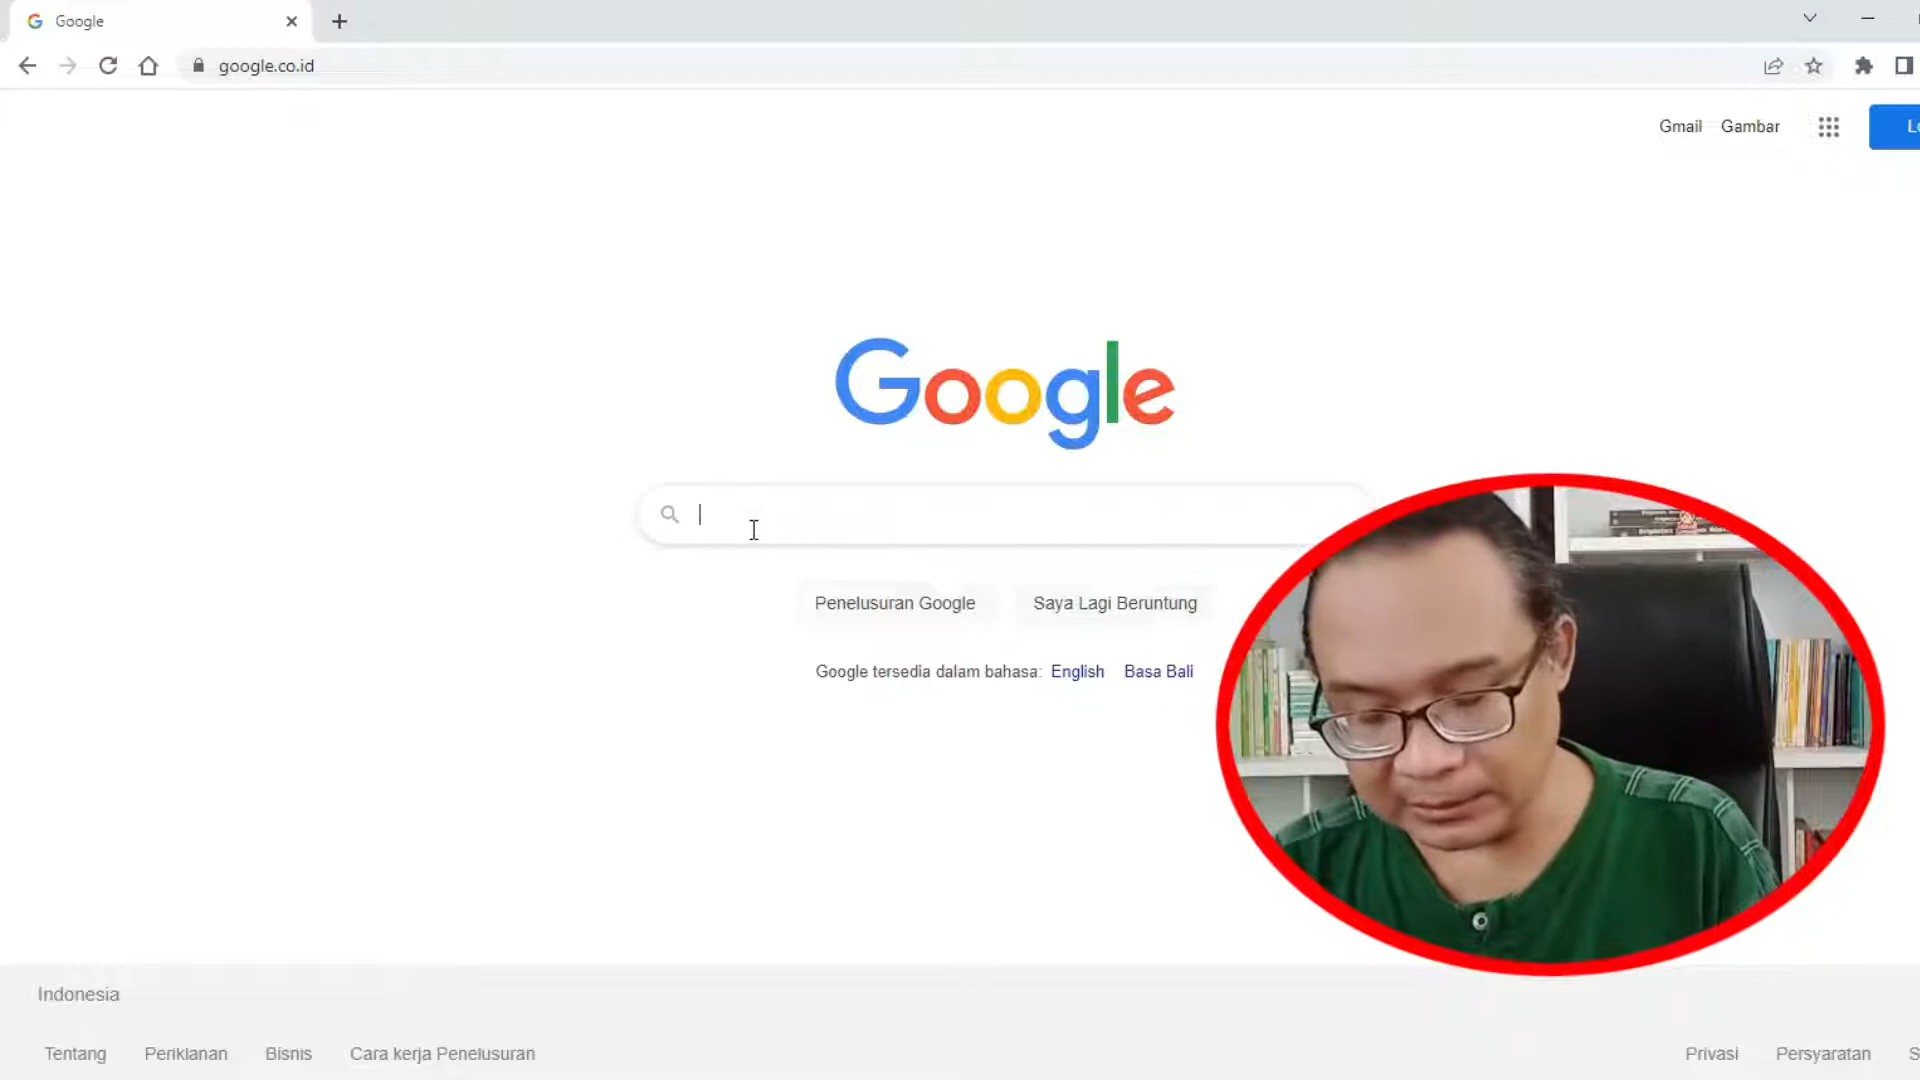 Google
google.co.id
Gmail Gambar
Google
Penelusuran Google Saya Lagi Beruntung
Google tersedia dalam bahasa: English Basa Bali
Indonesia
Tentang Periklanan Bisnis Cara kerja Penelusuran Privasi Persyaratan